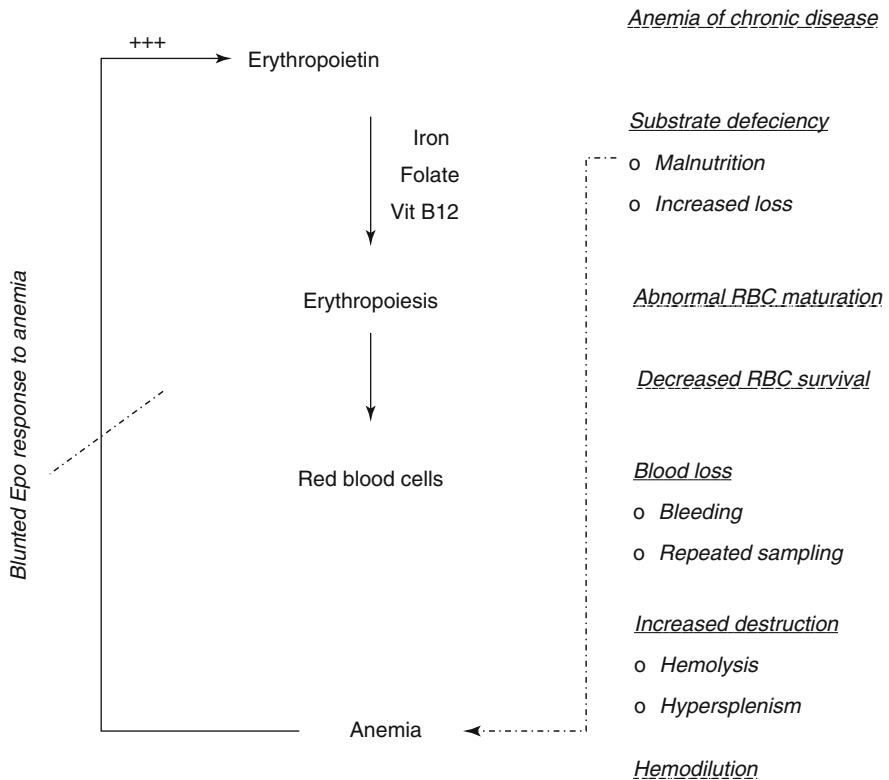 +++
Erythropoietin
Iron
Folate
Vit B12
Erythropoiesis
Red blood cells
Anemia
Blunted Epo response to anemia
Anemia of chronic disease
Substrate defeciency
o Malnutrition
o Increased loss
Abnormal RBC maturation
Decreased RBC survival
Blood loss
o Bleeding
o Repeated sampling
Increased destruction
o Hemolysis
o Hypersplenism
Hemodilution